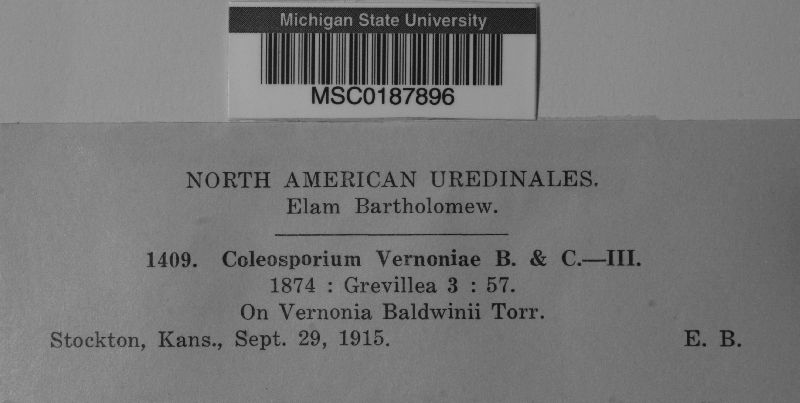 Michigan State University
MSC0187896
NORTH AMERICAN UREDINALES.
Elam Bartholomew.
1409. Coleosporium Vernoniae B. & C.—III.
1874 : Grevillea 3 : 57.
On Vernonia Baldwinii Torr.
Stockton, Kans., Sept. 29, 1915. E. B.